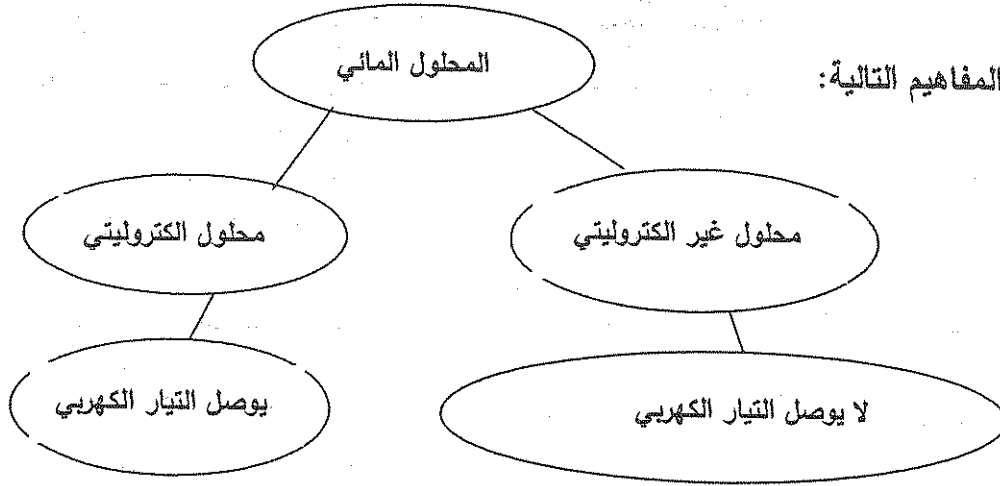 المحلول المائي
المفاهيم التالية:
محلول غير الكتروليتي
محلول الكتروليتي
لا يوصل التيار الكهربي
يوصل التيار الكهربي